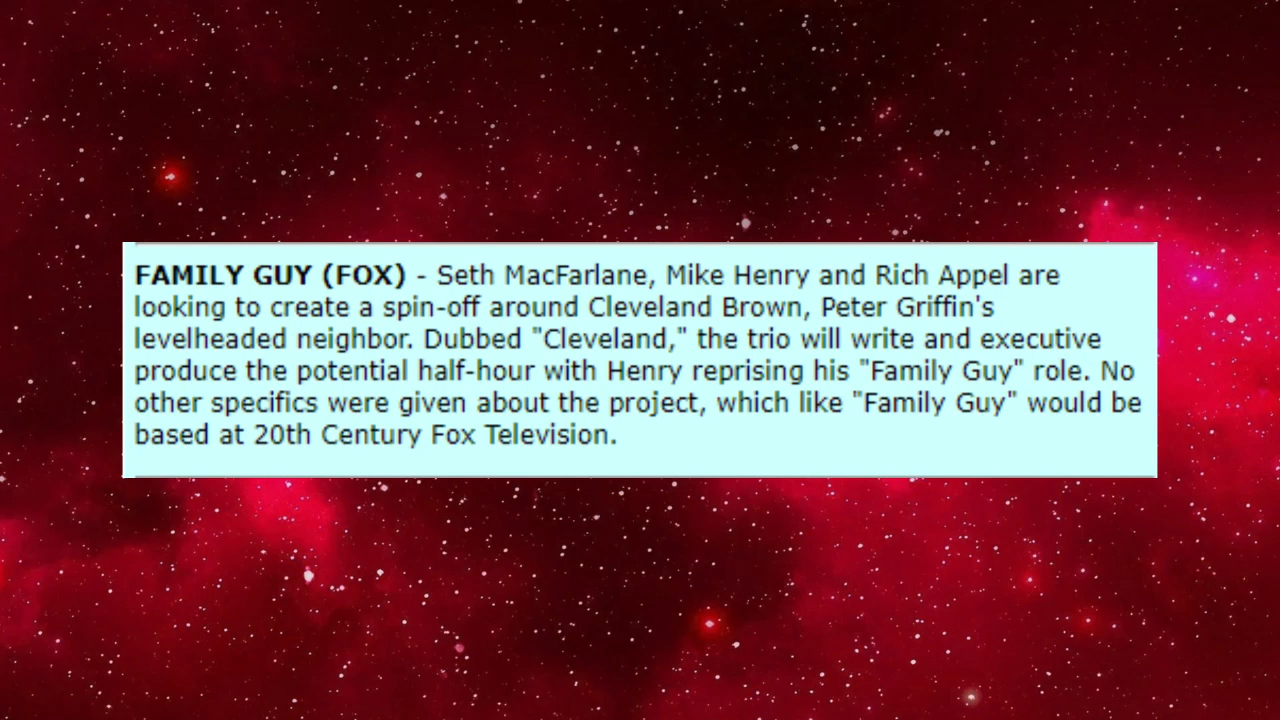 FAMILY GUY (FOX) - Seth MacFarlane, Mike Henry and Rich Appel are
looking to create a spin-off around Cleveland Brown, Peter Griffin's
levelheaded neighbor. Dubbed "Cleveland," the trio will write and executive
produce the potential half-hour with Henry reprising his "Family Guy" role. No
other specifics were given about the project, which like "Family Guy" would be
based at 20th Century Fox Television.